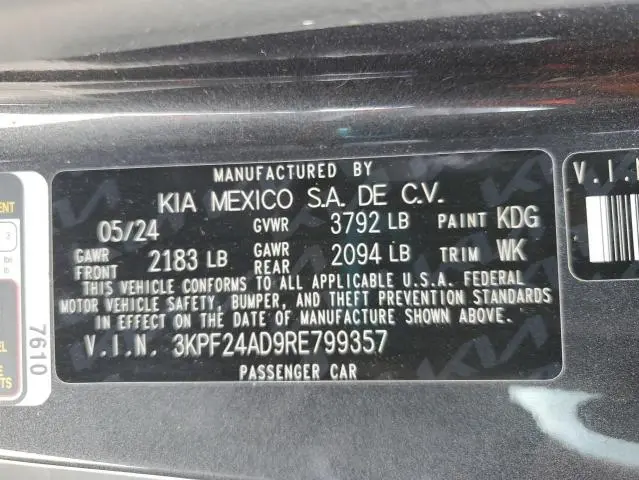 MANUFACTURED BY
KIA MEXICO S.A. DE C.V.
05/24 GVWR 3792 LB PAINT KDG
GAWR FRONT 2183 LB GAWR REAR 2094 LB TRIM WK
THIS VEHICLE CONFORMS TO ALL APPLICABLE U.S.A. FEDERAL
MOTOR VEHICLE SAFETY, BUMPER, AND THEFT PREVENTION STANDARDS
IN EFFECT ON THE DATE OF MANUFACTURE SHOWN ABOVE.
V.I.N. 3KPF24AD9RE799357
PASSENGER CAR
7610
V.I.N